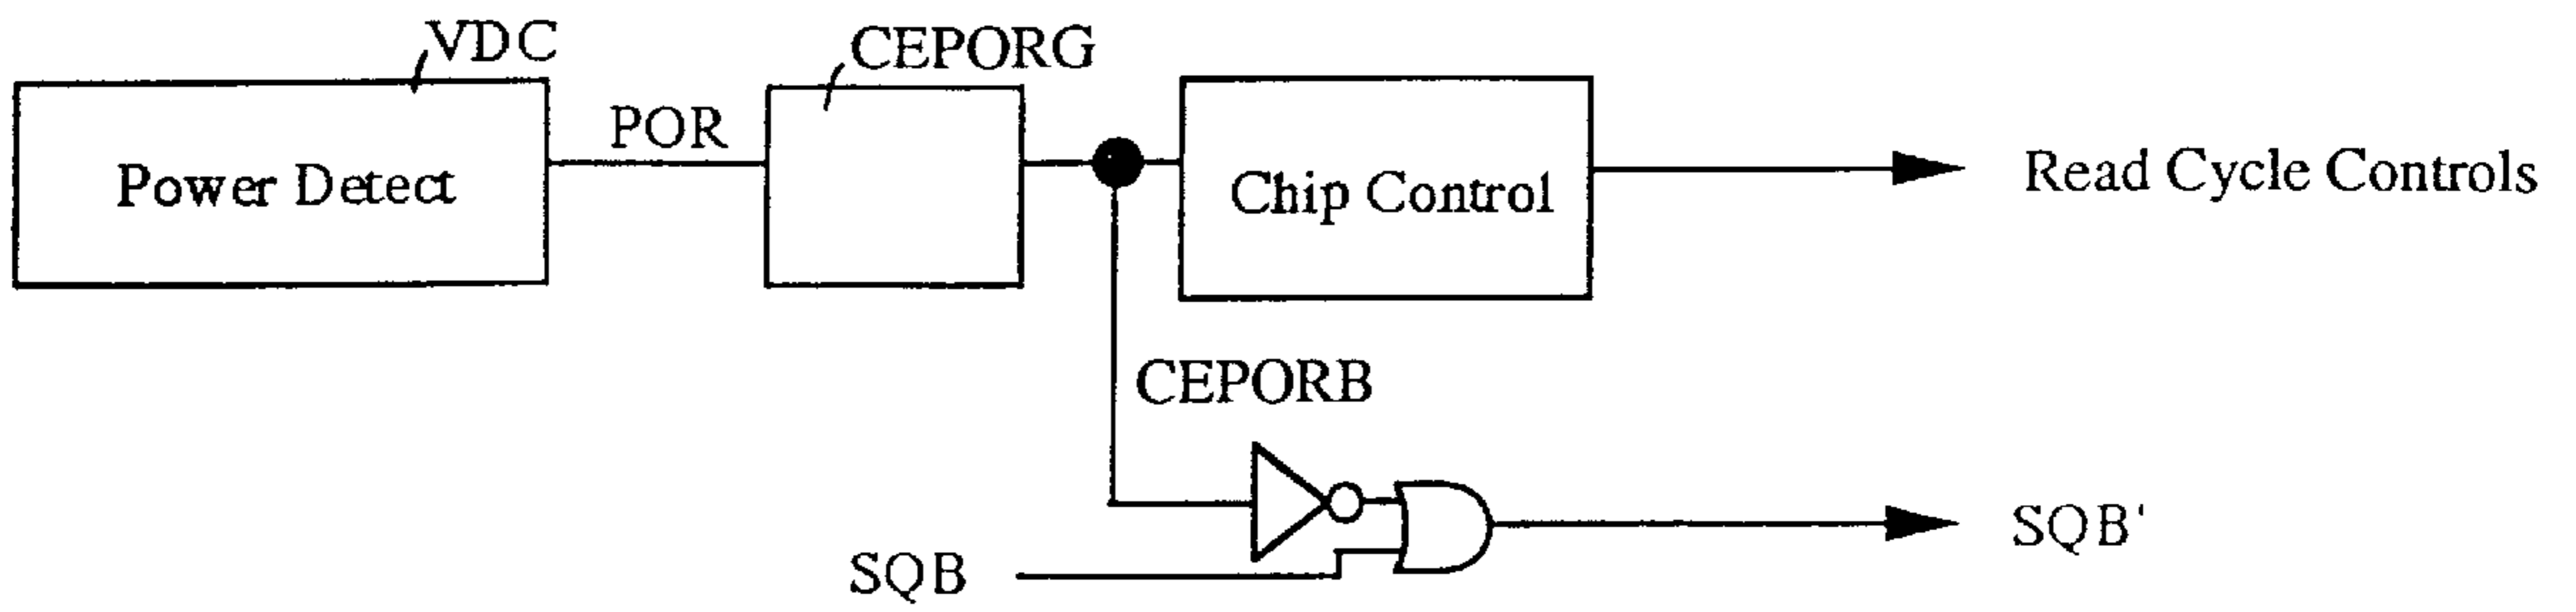 VDC
CEPORG
POR
Power Detect
Chip Control
Read Cycle Controls
CEPORB
SQB
SQB'